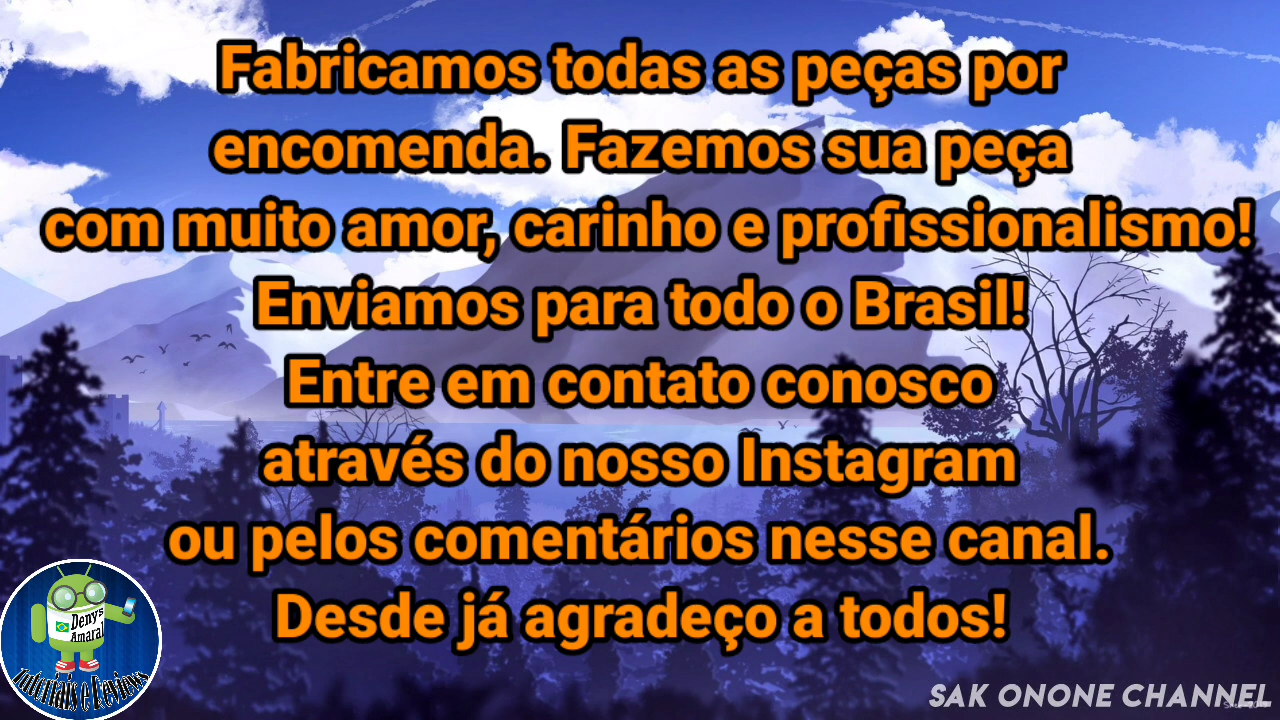 Fabricamos todas as peças por
encomenda. Fazemos sua peça
com muito amor, carinho e profissionalismo!
Enviamos para todo o Brasil!
Entre em contato conosco
através do nosso Instagram
ou pelos comentários nesse canal.
Desde já agradeço a todos!
Denys
Amaral
Tutoriais e Reviews
SAK ONONE CHANNEL